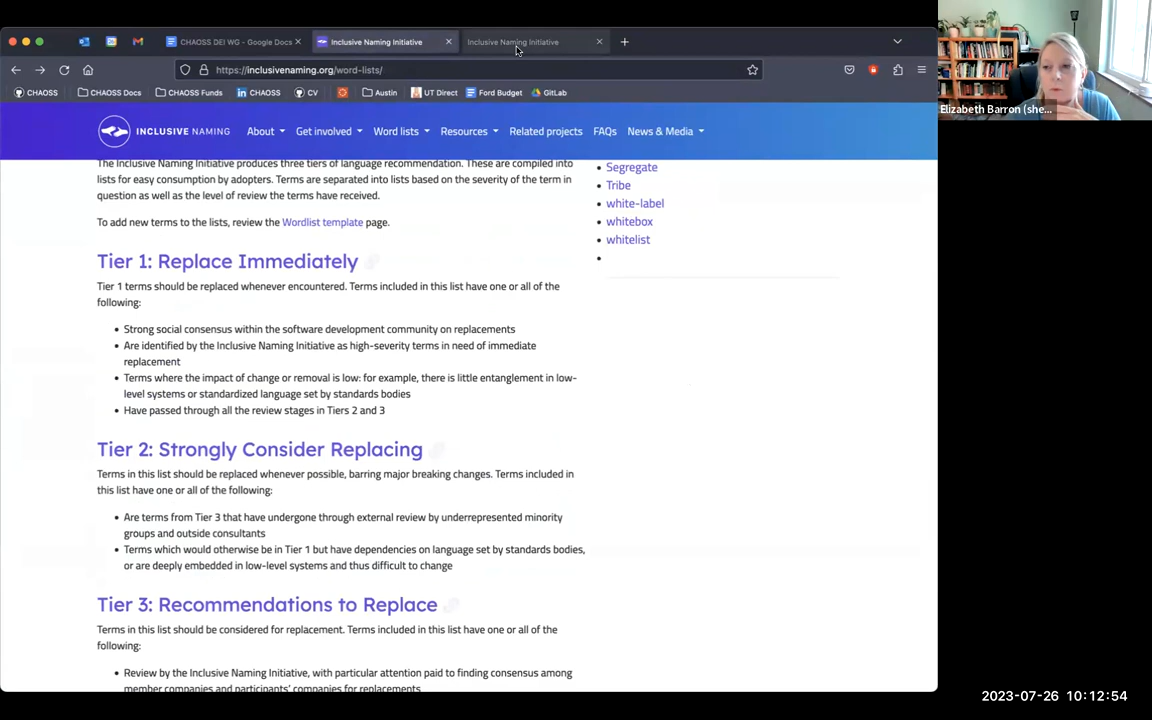 CHAOSS DEI WG - Google Docs
Inclusive Naming Initiative
Inclusive Naming Initiative
https://inclusivenaming.org/word-lists/
CHAOSS
CHAOSS Docs
CHAOSS Funds
CHAOSS
CV
Austin
UT Direct
Ford Budget
GitLab
Elizabeth Barron (she...
INCLUSIVE NAMING
About
Get involved
Word lists
Resources
Related projects
FAQs
News & Media
The Inclusive Naming Initiative produces three tiers of language recommendation. These are compiled into
lists for easy consumption by adopters. Terms are separated into lists based on the severity of the term in
question as well as the level of review the terms have received.
To add new terms to the lists, review the Wordlist template page.
Tier 1: Replace Immediately
Tier 1 terms should be replaced whenever encountered. Terms included in this list have one or all of the
following:
• Strong social consensus within the software development community on replacements
• Are identified by the Inclusive Naming Initiative as high-severity terms in need of immediate
replacement
• Terms where the impact of change or removal is low: for example, there is little entanglement in low-
level systems or standardized language set by standards bodies
• Have passed through all the review stages in Tiers 2 and 3
Tier 2: Strongly Consider Replacing
Terms in this list should be replaced whenever possible, barring major breaking changes. Terms included in
this list have one or all of the following:
• Are terms from Tier 3 that have undergone through external review by underrepresented minority
groups and outside consultants
• Terms which would otherwise be in Tier 1 but have dependencies on language set by standards bodies,
or are deeply embedded in low-level systems and thus difficult to change
Tier 3: Recommendations to Replace
Terms in this list should be considered for replacement. Terms included in this list have one or all of the
following:
• Review by the Inclusive Naming Initiative, with particular attention paid to finding consensus among
member companies and participants' companies for replacements
• Segregate
• Tribe
• white-label
• whitebox
• whitelist
2023-07-26 10:12:54